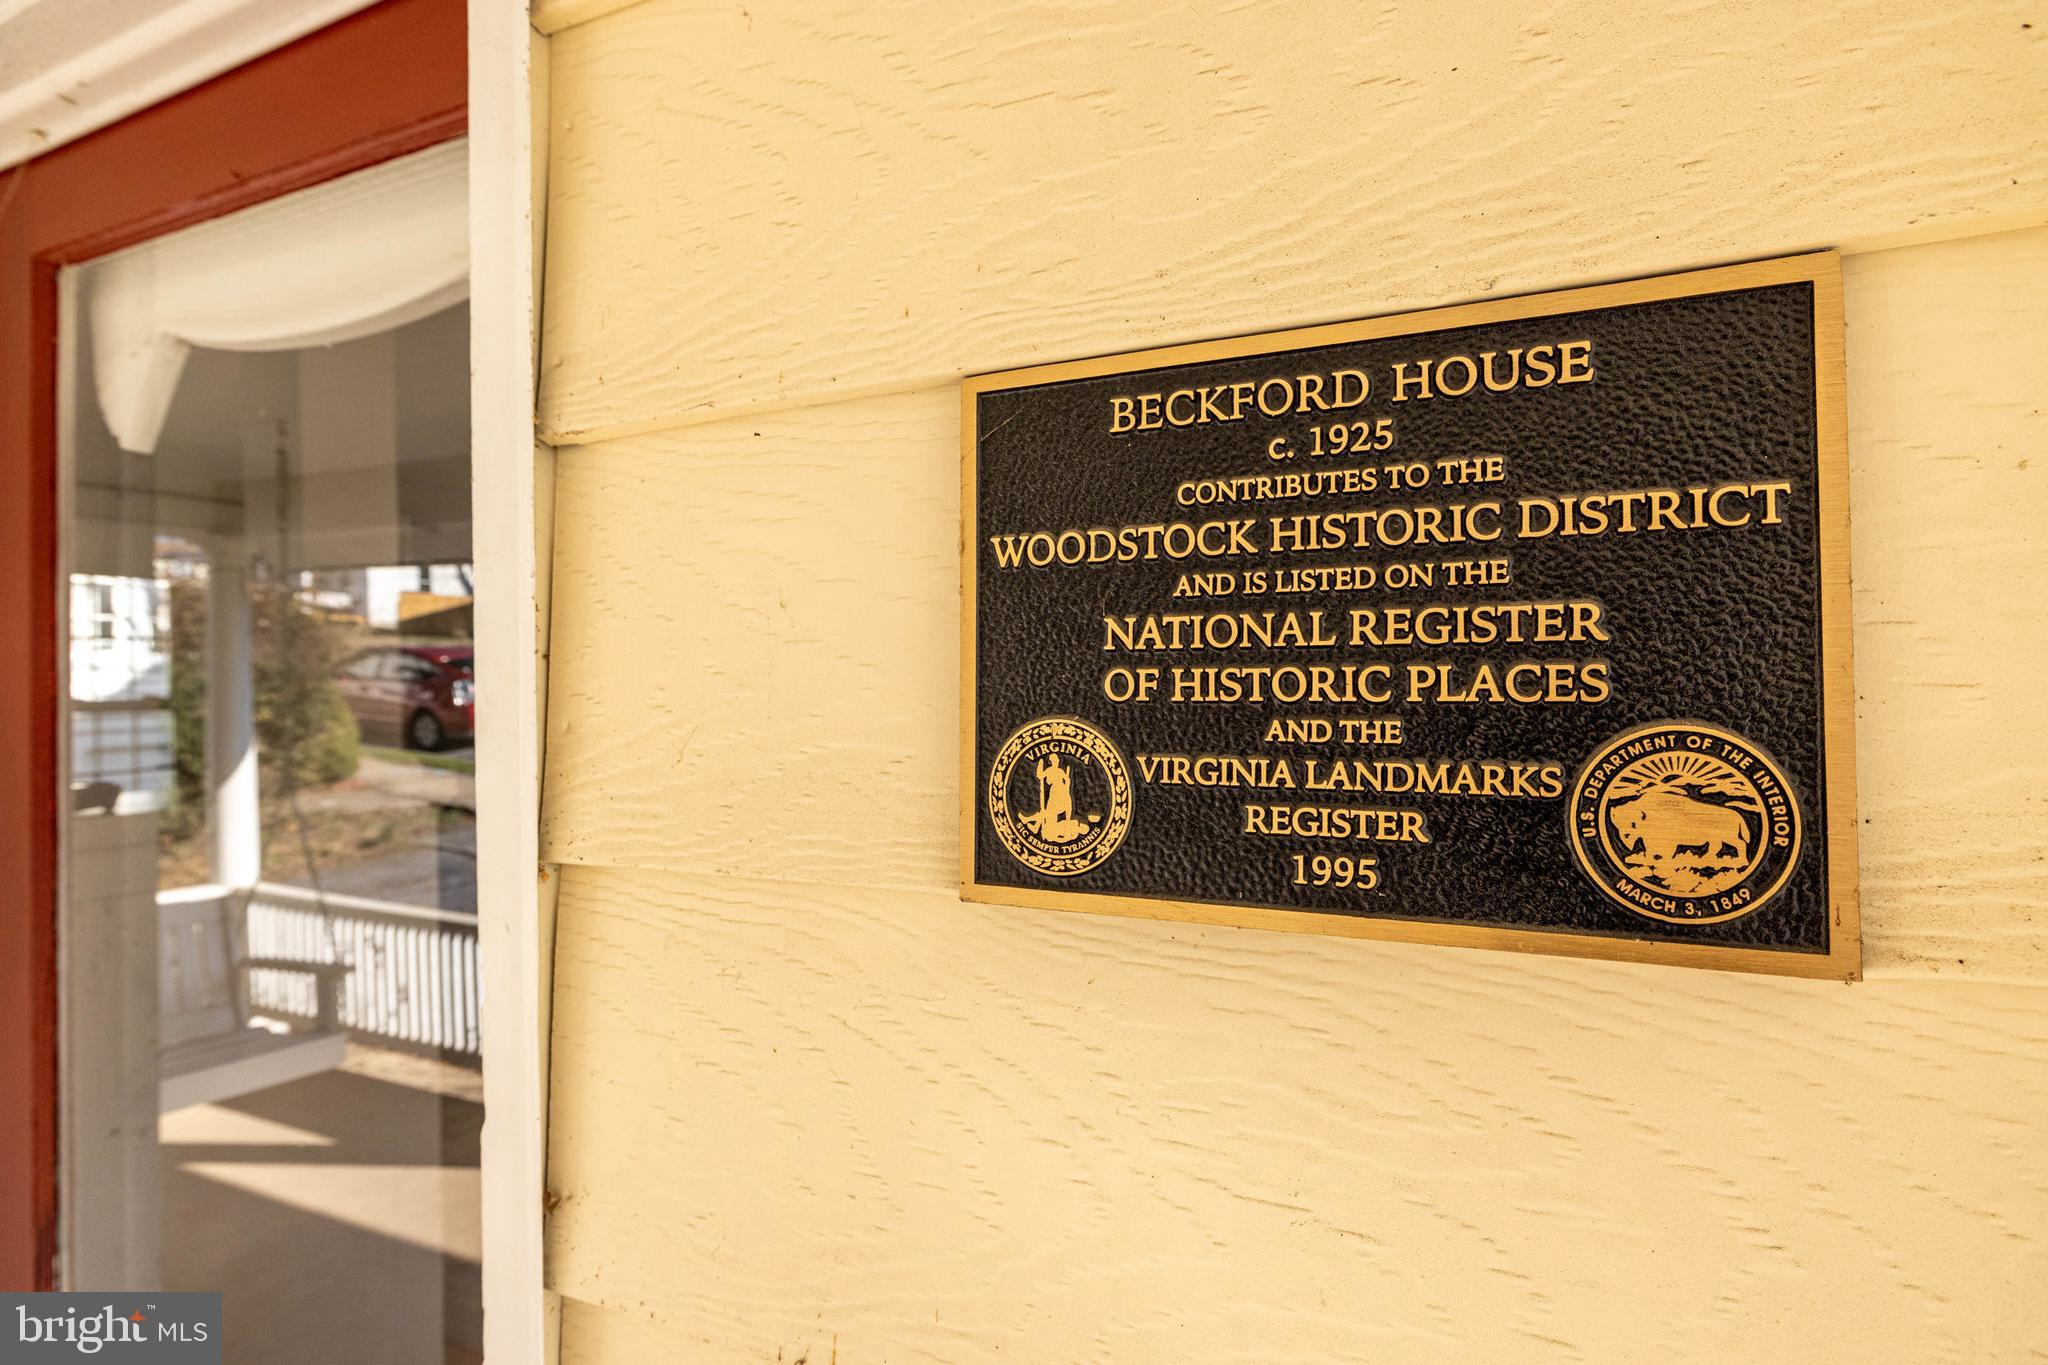 BECKFORD HOUSE
c. 1925
CONTRIBUTES TO THE
WOODSTOCK HISTORIC DISTRICT
AND IS LISTED ON THE
NATIONAL REGISTER
OF HISTORIC PLACES
AND THE
VIRGINIA LANDMARKS
REGISTER
1995
VIRGINIA
SIC SEMPER TYRANNIS
U.S. DEPARTMENT OF THE INTERIOR
MARCH 3, 1849
bright™ MLS